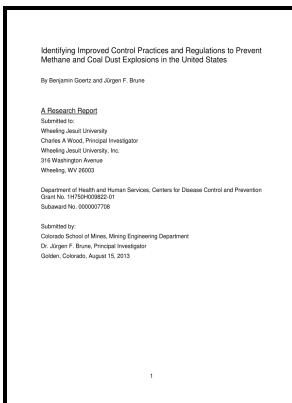 Identifying Improved Control Practices and Regulations to Prevent
Methane and Coal Dust Explosions in the United States
By Benjamin Goertz and Jürgen F. Brune
A Research Report
Submitted to:
Wheeling Jesuit University
Charles A Wood, Principal Investigator
Wheeling Jesuit University, Inc.
316 Washington Avenue
Wheeling, WV 26003
Department of Health and Human Services, Centers for Disease Control and Prevention
Grant No. 1H750H009822-01
Subaward No. 0000007708
Submitted by:
Colorado School of Mines, Mining Engineering Department
Dr. Jürgen F. Brune, Principal Investigator
Golden, Colorado, August 15, 2013
1